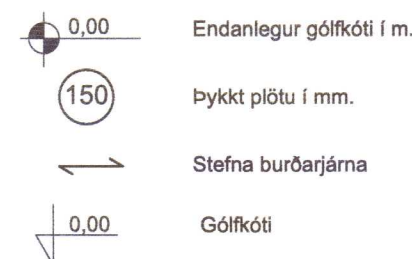 0,00 Endanlegur gólfkóti í m.
150 Þykkt plötu í mm.
Stefna burðarjárna
0,00 Gólfkóti